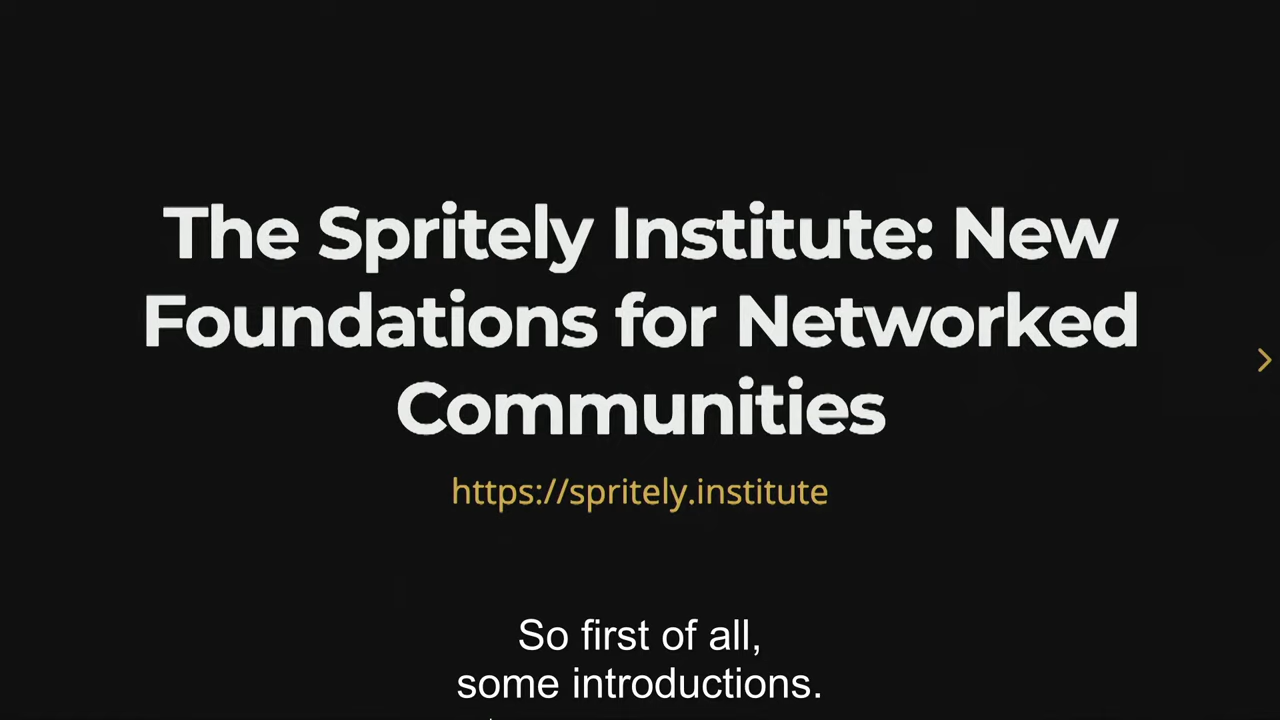 The Spritely Institute: New
Foundations for Networked
Communities
https://spritely.institute
So first of all,
some introductions.